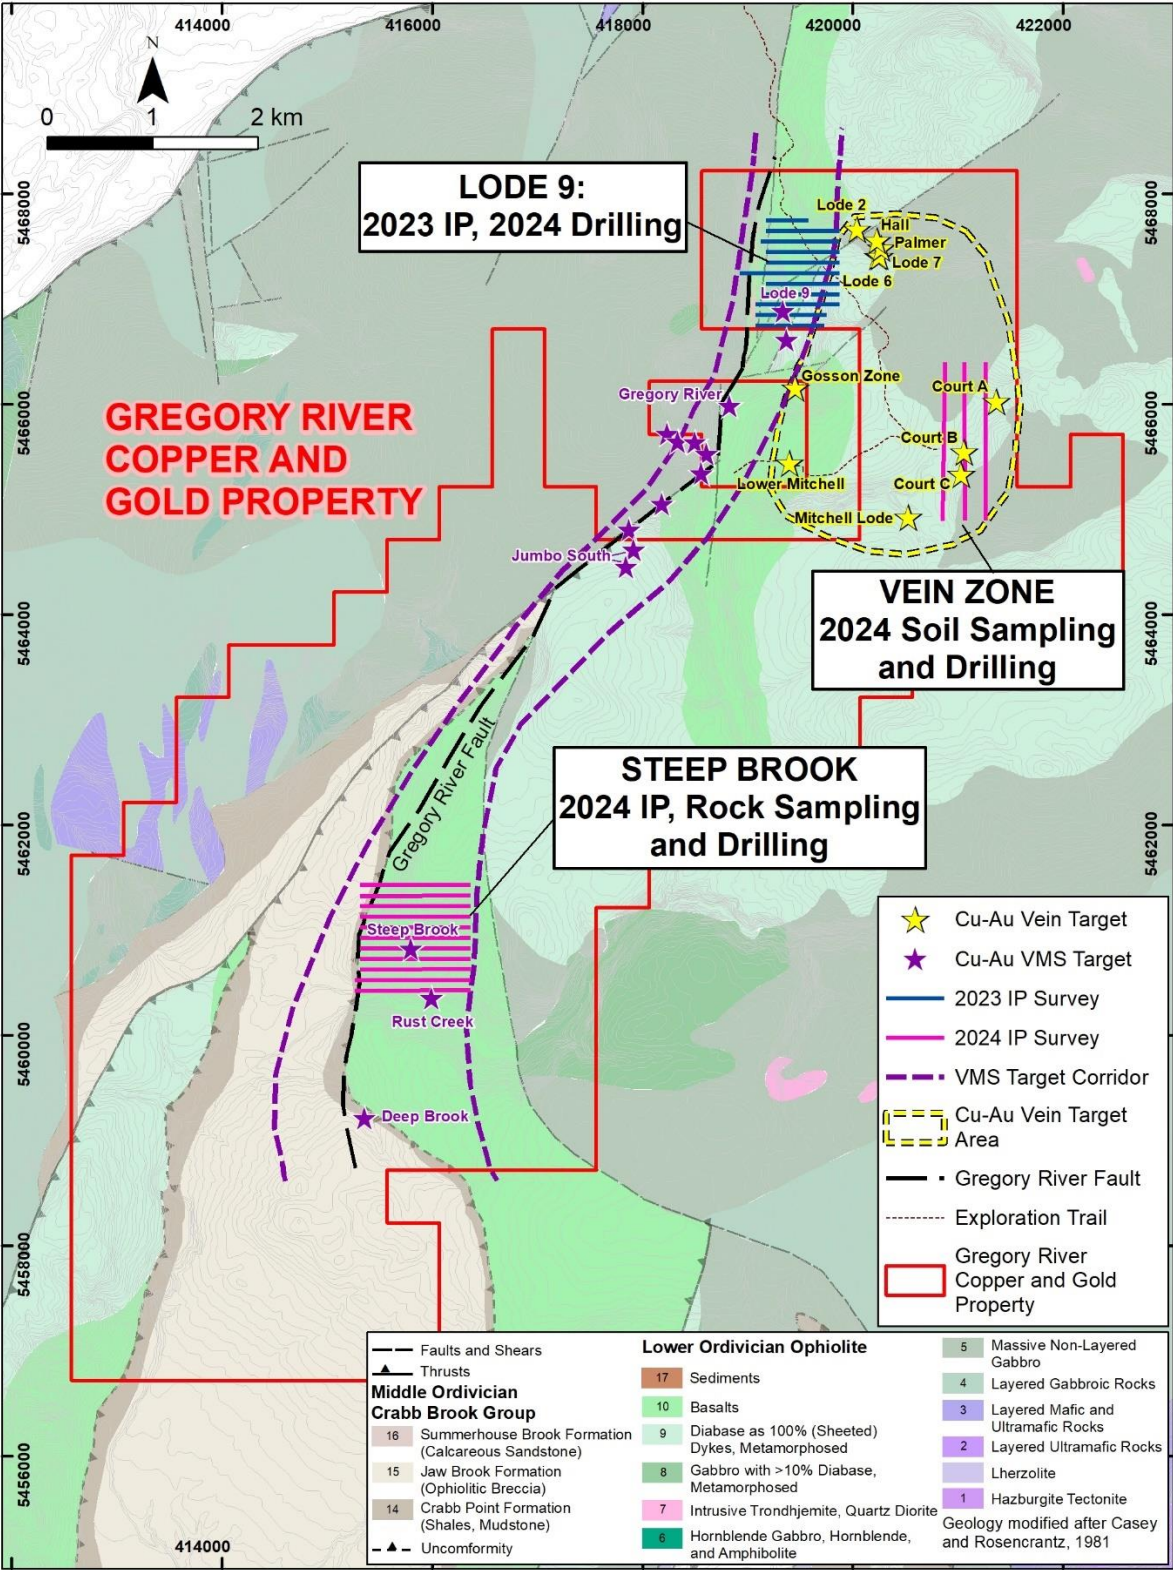 414000
416000
418000
420000
422000
N
0 1 2 km
5468000
5466000
5464000
5462000
5460000
5458000
5456000
5468000
5466000
5464000
5462000
LODE 9:
2023 IP, 2024 Drilling
Lode 2
Hall
Palmer
Lode 7
Lode 6
Lode 9
Gosson Zone
Gregory River
Court A
Court B
Court C
Lower Mitchell
Mitchell Lode
Jumbo South
GREGORY RIVER
COPPER AND
GOLD PROPERTY
VEIN ZONE
2024 Soil Sampling
and Drilling
STEEP BROOK
2024 IP, Rock Sampling
and Drilling
Gregory River Fault
Steep Brook
Rust Creek
Deep Brook
Cu-Au Vein Target
Cu-Au VMS Target
2023 IP Survey
2024 IP Survey
VMS Target Corridor
Cu-Au Vein Target
Area
Gregory River Fault
Exploration Trail
Gregory River
Copper and Gold
Property
414000
Faults and Shears
Thrusts
Middle Ordivician
Crabb Brook Group
16 Summerhouse Brook Formation
(Calcareous Sandstone)
15 Jaw Brook Formation
(Ophiolitic Breccia)
14 Crabb Point Formation
(Shales, Mudstone)
Uncomformity
Lower Ordivician Ophiolite
17 Sediments
10 Basalts
9 Diabase as 100% (Sheeted)
Dykes, Metamorphosed
8 Gabbro with >10% Diabase,
Metamorphosed
7 Intrusive Trondhjemite, Quartz Diorite
6 Hornblende Gabbro, Hornblende,
and Amphibolite
5 Massive Non-Layered
Gabbro
4 Layered Gabbroic Rocks
3 Layered Mafic and
Ultramafic Rocks
2 Layered Ultramafic Rocks
Lherzolite
1 Hazburgite Tectonite
Geology modified after Casey
and Rosencrantz, 1981